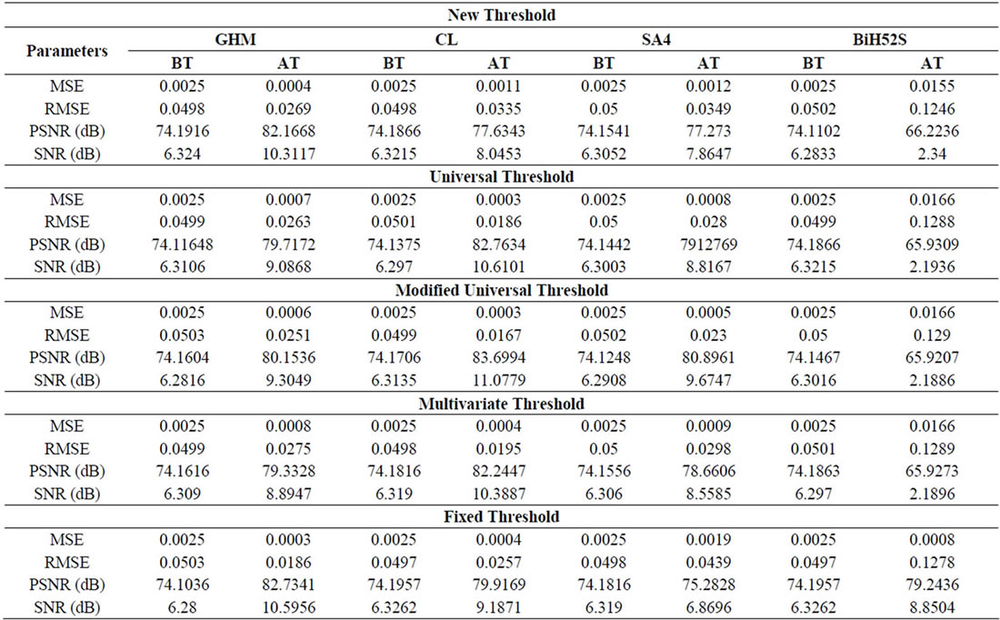 New Threshold
Parameters GHM CL SA4 BiH52S
BT AT BT AT BT AT BT AT
MSE 0.0025 0.0004 0.0025 0.0011 0.0025 0.0012 0.0025 0.0155
RMSE 0.0498 0.0269 0.0498 0.0335 0.05 0.0349 0.0502 0.1246
PSNR (dB) 74.1916 82.1668 74.1866 77.6343 74.1541 77.273 74.1102 66.2236
SNR (dB) 6.324 10.3117 6.3215 8.0453 6.3052 7.8647 6.2833 2.34
Universal Threshold
MSE 0.0025 0.0007 0.0025 0.0003 0.0025 0.0008 0.0025 0.0166
RMSE 0.0499 0.0263 0.0501 0.0186 0.05 0.028 0.0499 0.1288
PSNR (dB) 74.11648 79.7172 74.1375 82.7634 74.1442 7912769 74.1866 65.9309
SNR (dB) 6.3106 9.0868 6.297 10.6101 6.3003 8.8167 6.3215 2.1936
Modified Universal Threshold
MSE 0.0025 0.0006 0.0025 0.0003 0.0025 0.0005 0.0025 0.0166
RMSE 0.0503 0.0251 0.0499 0.0167 0.0502 0.023 0.05 0.129
PSNR (dB) 74.1604 80.1536 74.1706 83.6994 74.1248 80.8961 74.1467 65.9207
SNR (dB) 6.2816 9.3049 6.3135 11.0779 6.2908 9.6747 6.3016 2.1886
Multivariate Threshold
MSE 0.0025 0.0008 0.0025 0.0004 0.0025 0.0009 0.0025 0.0166
RMSE 0.0499 0.0275 0.0498 0.0195 0.05 0.0298 0.0501 0.1289
PSNR (dB) 74.1616 79.3328 74.1816 82.2447 74.1556 78.6606 74.1863 65.9273
SNR (dB) 6.309 8.8947 6.319 10.3887 6.306 8.5585 6.297 2.1896
Fixed Threshold
MSE 0.0025 0.0003 0.0025 0.0004 0.0025 0.0019 0.0025 0.0008
RMSE 0.0503 0.0186 0.0497 0.0257 0.0498 0.0439 0.0497 0.1278
PSNR (dB) 74.1036 82.7341 74.1957 79.9169 74.1816 75.2828 74.1957 79.2436
SNR (dB) 6.28 10.5956 6.3262 9.1871 6.319 6.8696 6.3262 8.8504